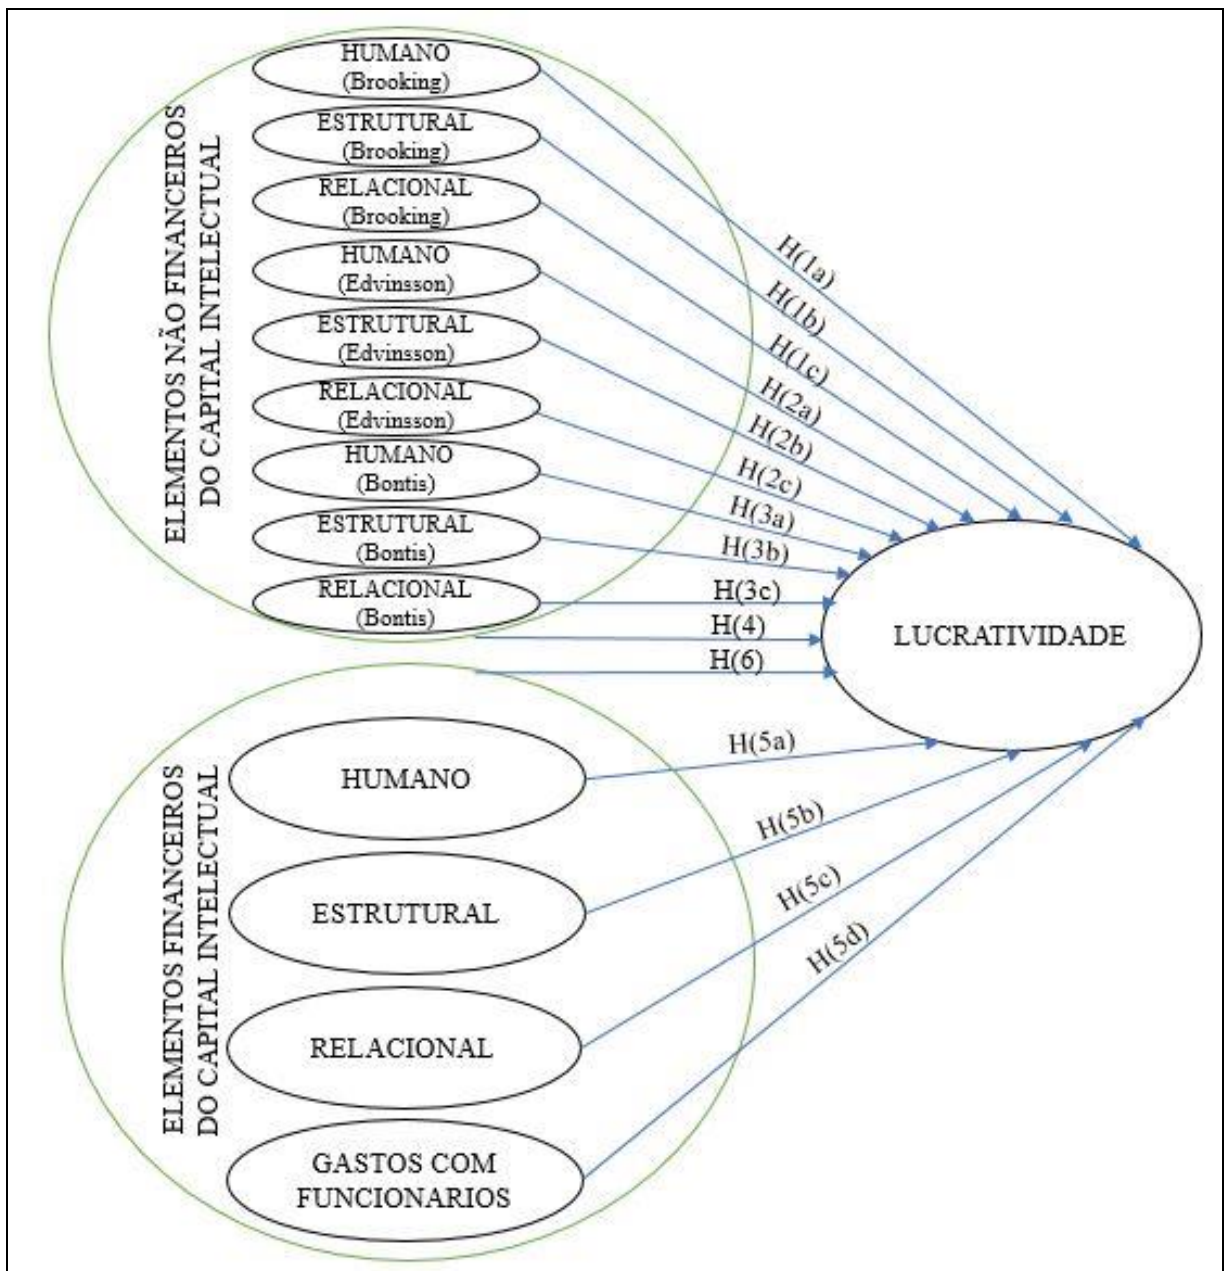 ELEMENTOS NÃO FINANCEIROS
DO CAPITAL INTELECTUAL
HUMANO
(Brooking)
ESTRUTURAL
(Brooking)
RELACIONAL
(Brooking)
HUMANO
(Edvinsson)
ESTRUTURAL
(Edvinsson)
RELACIONAL
(Edvinsson)
HUMANO
(Bontis)
ESTRUTURAL
(Bontis)
RELACIONAL
(Bontis)
H(1a)
H(1b)
H(1c)
H(2a)
H(2b)
H(2c)
H(3a)
H(3b)
H(3c)
H(4)
H(6)
LUCRATIVIDADE
ELEMENTOS FINANCEIROS
DO CAPITAL INTELECTUAL
HUMANO
ESTRUTURAL
RELACIONAL
GASTOS COM
FUNCIONARIOS
H(5a)
H(5b)
H(5c)
H(5d)